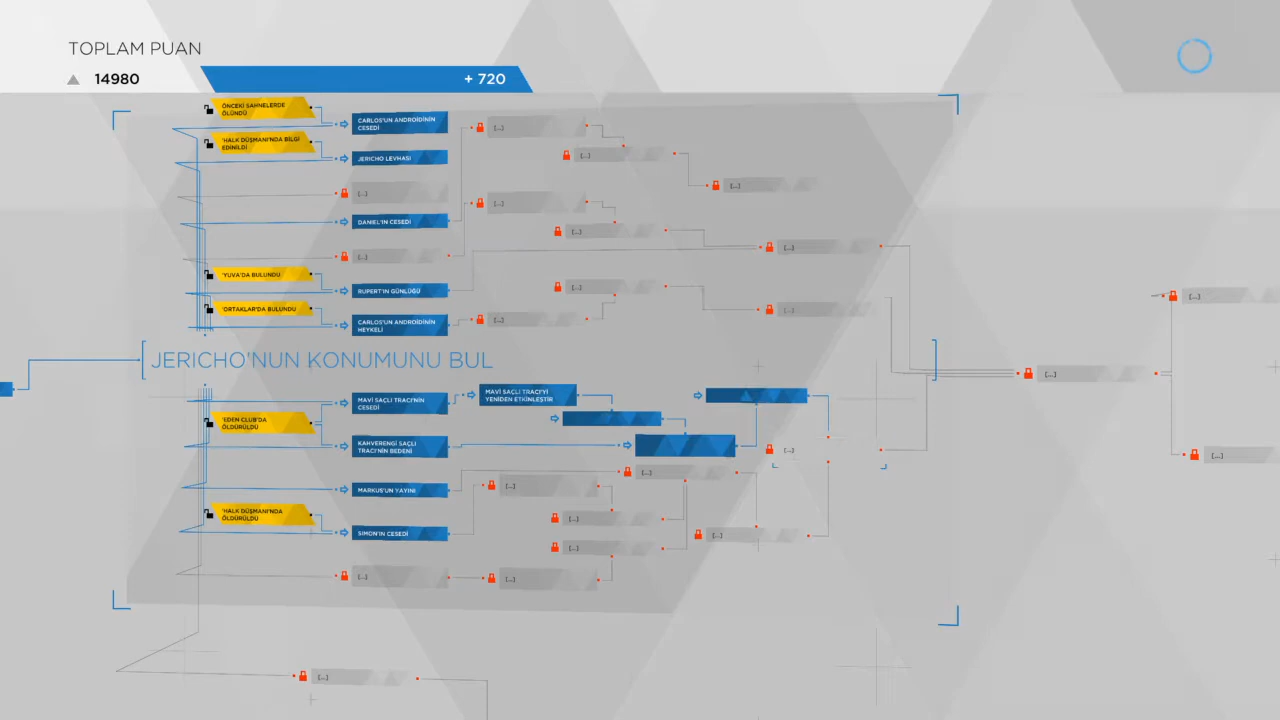 TOPLAM PUAN
14980
+ 720
ÖNCEKİ SAHNELERDE
ÖLÜNDÜ
CARLOS'UN ANDROİDİNİN
CESEDİ
[...]
'HALK DÜŞMANI'NDA BİLGİ
EDİNİLDİ
JERICHO LEVHASI
[...]
[...]
[...]
[...]
DANIEL'IN CESEDİ
[...]
[...]
[...]
'YUVA'DA BULUNDU
RUPERT'IN GÜNLÜĞÜ
[...]
[...]
'ORTAKLAR'DA BULUNDU
CARLOS'UN ANDROİDİNİN
HEYKELİ
[...]
[...]
JERICHO'NUN KONUMUNU BUL
[...]
MAVİ SAÇLI TRACI'NİN
CESEDİ
MAVİ SAÇLI TRACI'Yİ
YENİDEN ETKİNLEŞTİR
'EDEN CLUB'DA
ÖLDÜRÜLDÜ
KAHVERENGİ SAÇLI
TRACI'NİN BEDENİ
[...]
[...]
MARKUS'UN YAYINI
[...]
[...]
'HALK DÜŞMANI'NDA
ÖLDÜRÜLDÜ
SIMON'IN CESEDİ
[...]
[...]
[...]
[...]
[...]
[...]